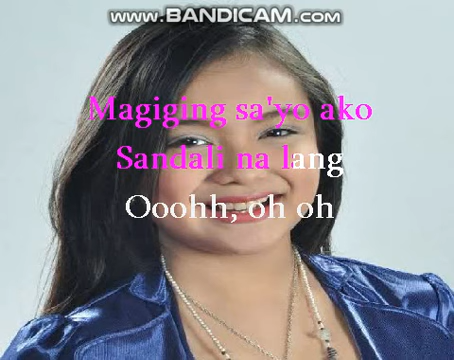 www.BANDICAM.com
Magiging sa'yo ako
Sandali na lang
Ooohh, oh oh